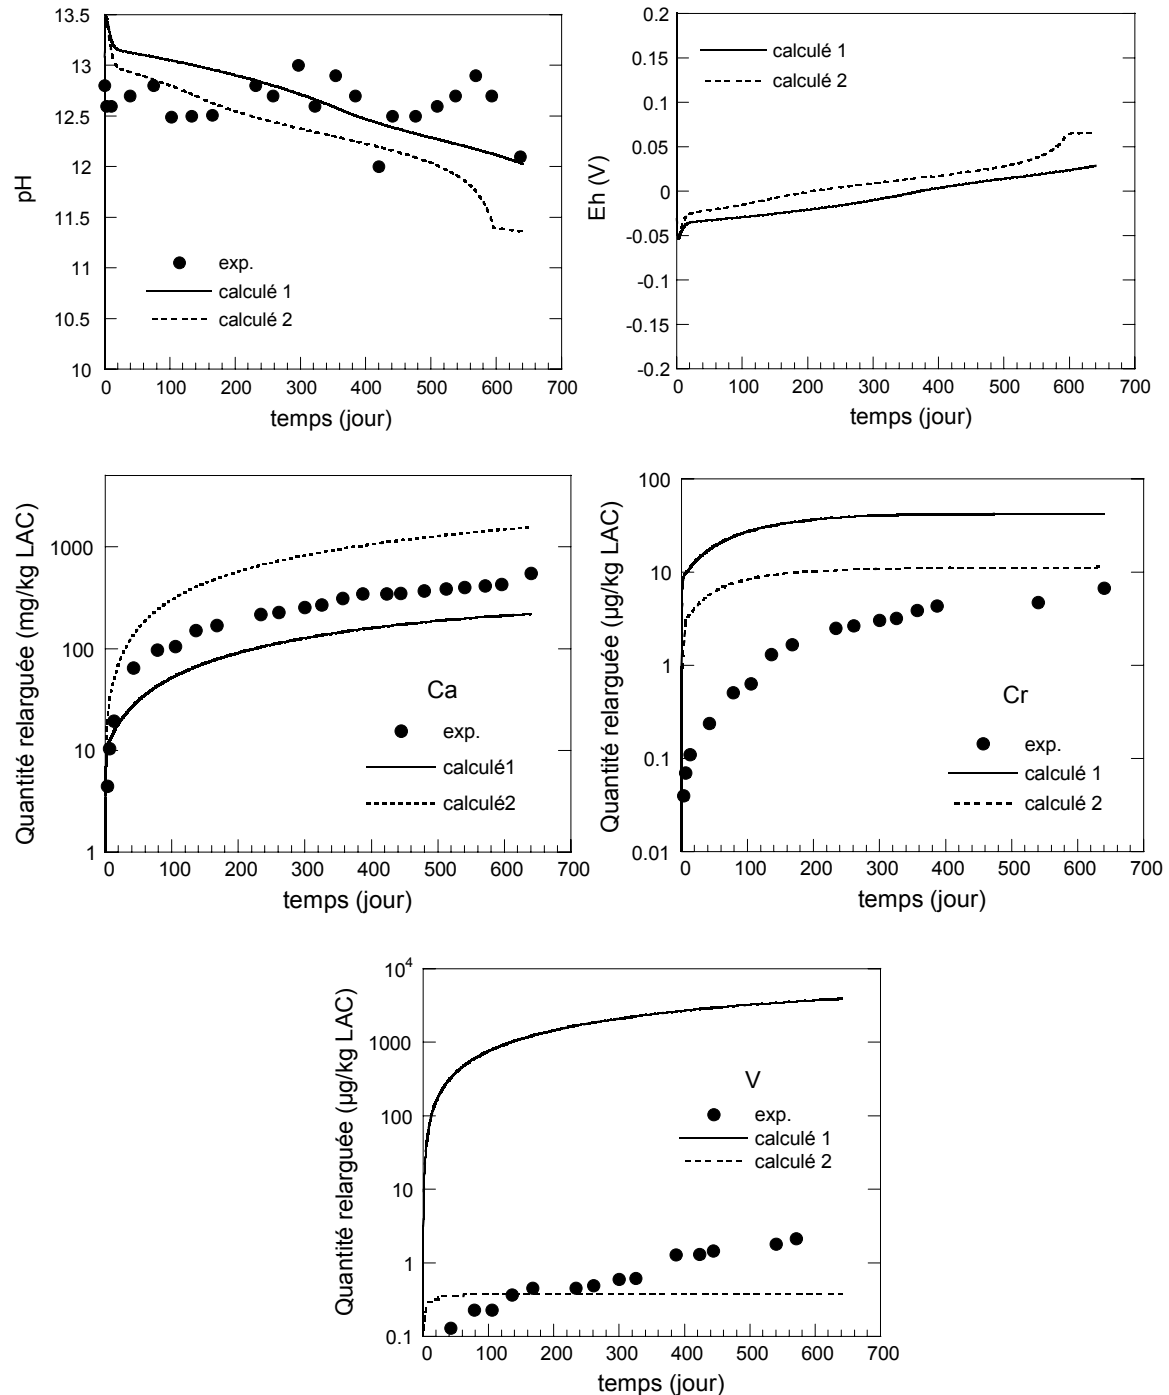 13.5
13
12.5
12
11.5
11
10.5
10
pH
exp.
calculé 1
calculé 2
0 100 200 300 400 500 600 700
temps (jour)
0.2
0.15
0.1
0.05
0
-0.05
-0.1
-0.15
-0.2
Eh (V)
calculé 1
calculé 2
0 100 200 300 400 500 600 700
temps (jour)
1000
100
10
1
Quantité relarguée (mg/kg LAC)
Ca
exp.
calculé1
calculé2
0 100 200 300 400 500 600 700
temps (jour)
100
10
1
0.1
0.01
Quantité relarguée (µg/kg LAC)
Cr
exp.
calculé 1
calculé 2
0 100 200 300 400 500 600 700
temps (jour)
10⁴
1000
100
10
1
0.1
Quantité relarguée (µg/kg LAC)
V
exp.
calculé 1
calculé 2
0 100 200 300 400 500 600 700
temps (jour)